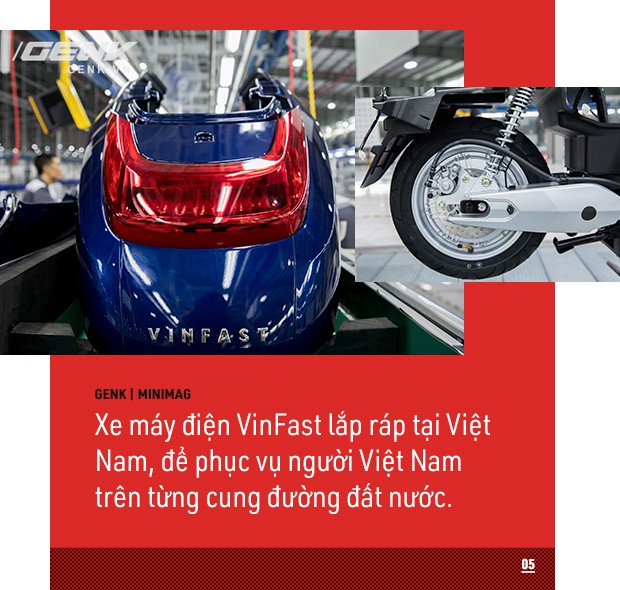 /GENK
GENK.VN
VINFAST
GENK | MINIMAG
Xe máy điện VinFast lắp ráp tại Việt
Nam, để phục vụ người Việt Nam
trên từng cung đường đất nước.
05